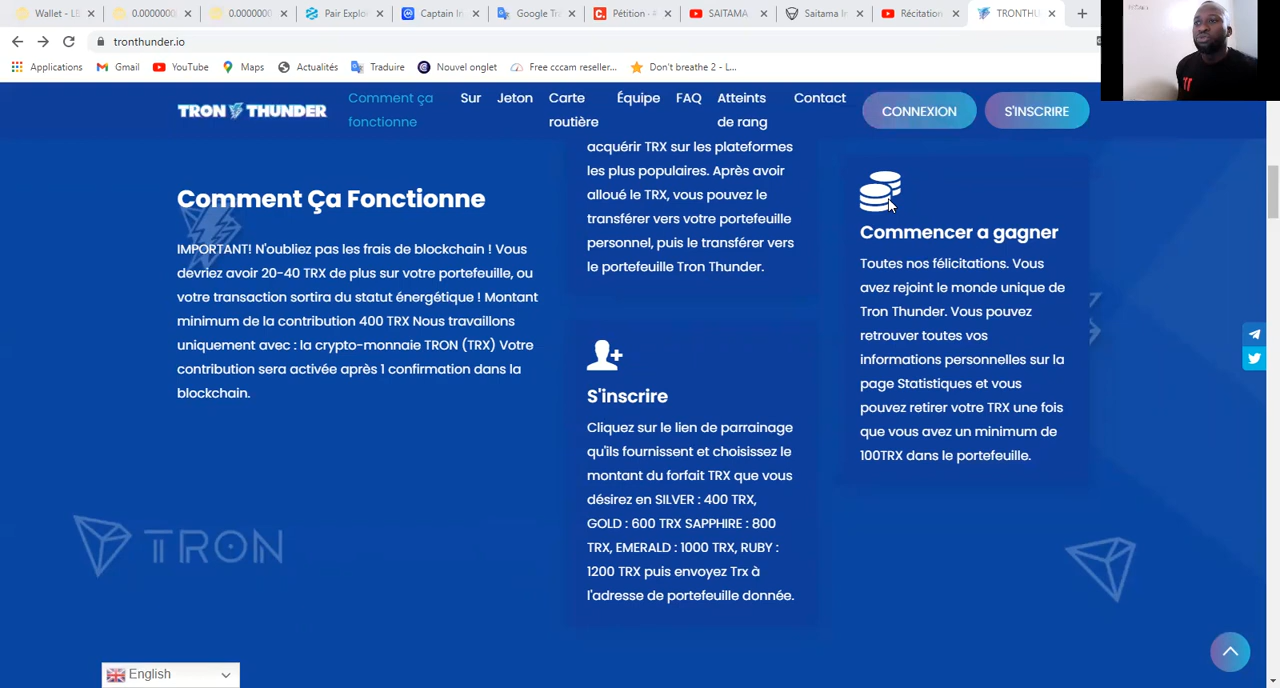 Wallet - LI5
0.0000000
0.0000000
Pair Explo
Captain In
Google Tra
Pétition -
SAITAMA
Saitama In
Récitation
TRONTHU
tronthunder.io
Applications
Gmail
YouTube
Maps
Actualités
Traduire
Nouvel onglet
Free cccam reseller...
Don't breathe 2 - L...
TRON THUNDER
Comment ça
fonctionne
Sur
Jeton
Carte
routière
Équipe
FAQ
Atteints
de rang
Contact
CONNEXION
S'INSCRIRE
Comment Ça Fonctionne
IMPORTANT! N'oubliez pas les frais de blockchain ! Vous
devriez avoir 20-40 TRX de plus sur votre portefeuille, ou
votre transaction sortira du statut énergétique ! Montant
minimum de la contribution 400 TRX Nous travaillons
uniquement avec : la crypto-monnaie TRON (TRX) Votre
contribution sera activée après 1 confirmation dans la
blockchain.
acquérir TRX sur les plateformes
les plus populaires. Après avoir
alloué le TRX, vous pouvez le
transférer vers votre portefeuille
personnel, puis le transférer vers
le portefeuille Tron Thunder.
S'inscrire
Cliquez sur le lien de parrainage
qu'ils fournissent et choisissez le
montant du forfait TRX que vous
désirez en SILVER : 400 TRX,
GOLD : 600 TRX SAPPHIRE : 800
TRX, EMERALD : 1000 TRX, RUBY :
1200 TRX puis envoyez Trx à
l'adresse de portefeuille donnée.
Commencer a gagner
Toutes nos félicitations. Vous
avez rejoint le monde unique de
Tron Thunder. Vous pouvez
retrouver toutes vos
informations personnelles sur la
page Statistiques et vous
pouvez retirer votre TRX une fois
que vous avez un minimum de
100TRX dans le portefeuille.
TRON
English